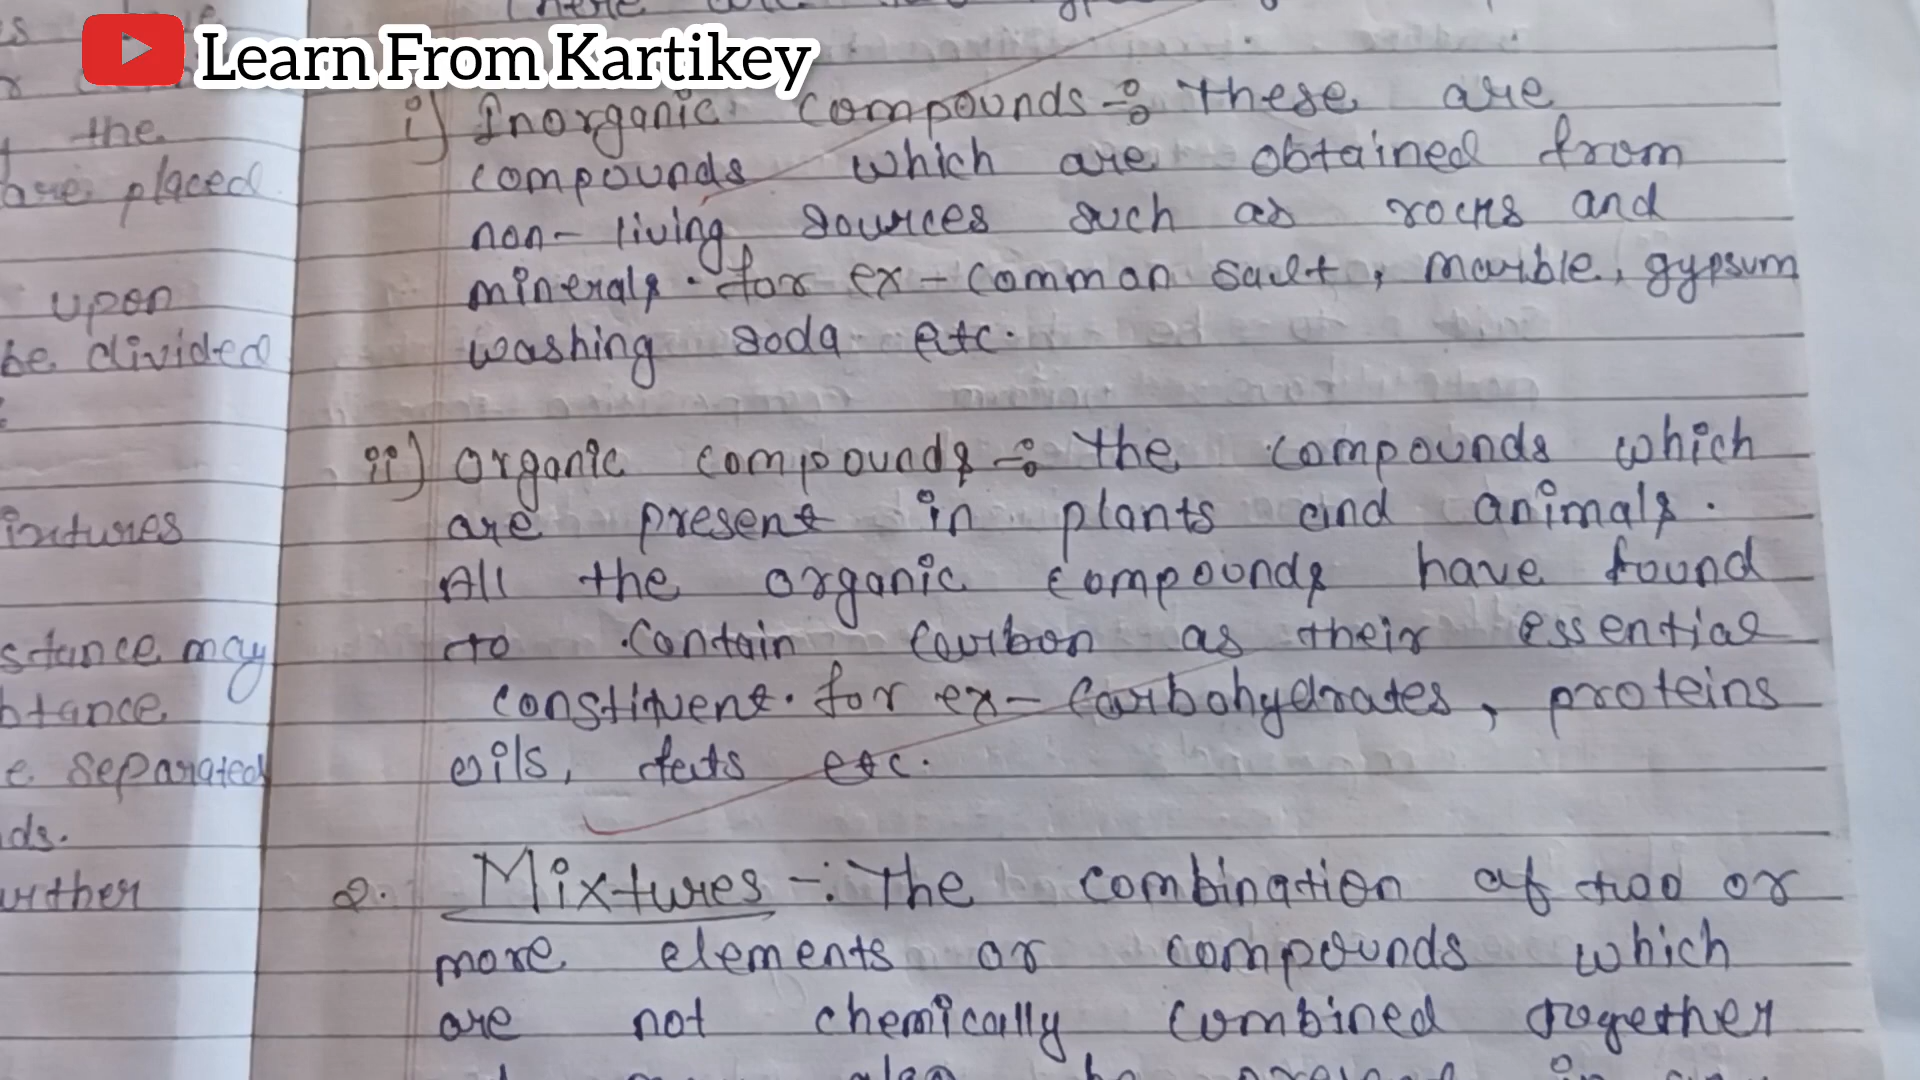 Learn From Kartikey
the
are placed
upon
be divided
stance may
e separated
ds.
i) Inorganic compounds :- These are
compounds which are obtained from
non-living sources such as rocks and
minerals. for ex - Common salt, marble, gypsum
washing soda etc.
ii) Organic compounds :- The compounds which
are present in plants and animals.
All the organic compounds have found
to contain carbon as their essential
constituent. for ex - Carbohydrates, proteins
oils, fats etc.
2. Mixtures -: The combination of two or
more elements or compounds which
are not chemically combined together